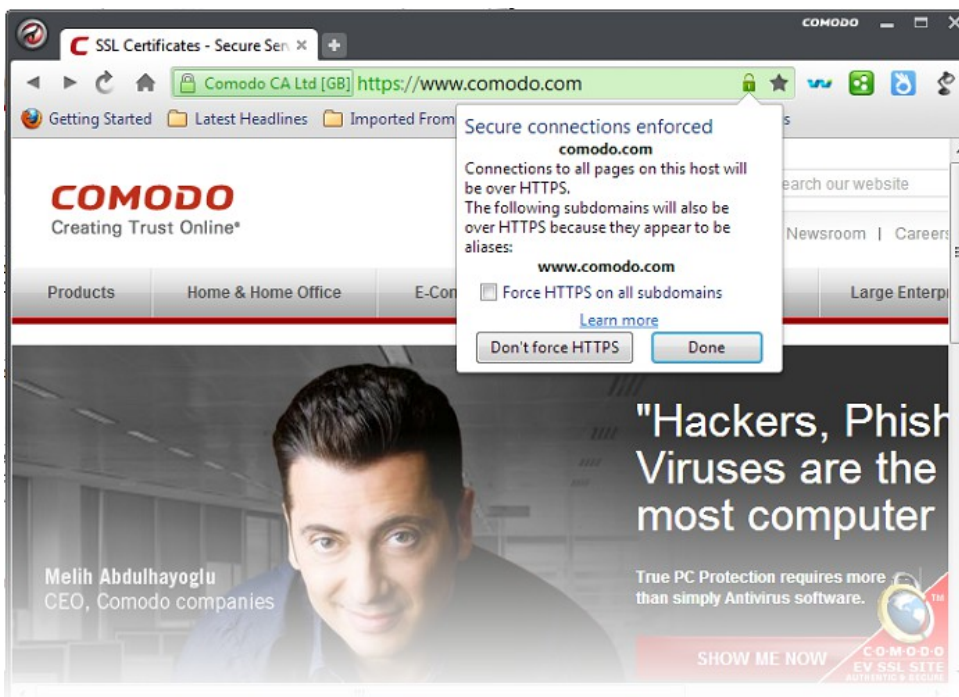 COMODO
SSL Certificates - Secure Ser
Comodo CA Ltd [GB] https://www.comodo.com
Getting Started Latest Headlines Imported From
Secure connections enforced
comodo.com
Connections to all pages on this host will
be over HTTPS.
The following subdomains will also be
over HTTPS because they appear to be
aliases:
www.comodo.com
Force HTTPS on all subdomains
Learn more
Don't force HTTPS Done
earch our website
Newsroom | Careers
COMODO
Creating Trust Online®
Products Home & Home Office E-Con Large Enterpr
"Hackers, Phish
Viruses are the
most computer
Melih Abdulhayoglu
CEO, Comodo companies
True PC Protection requires more
than simply Antivirus software.
SHOW ME NOW
TM
C·O·M·O·D·O
EV SSL SITE
AUTHENTIC & SECURE